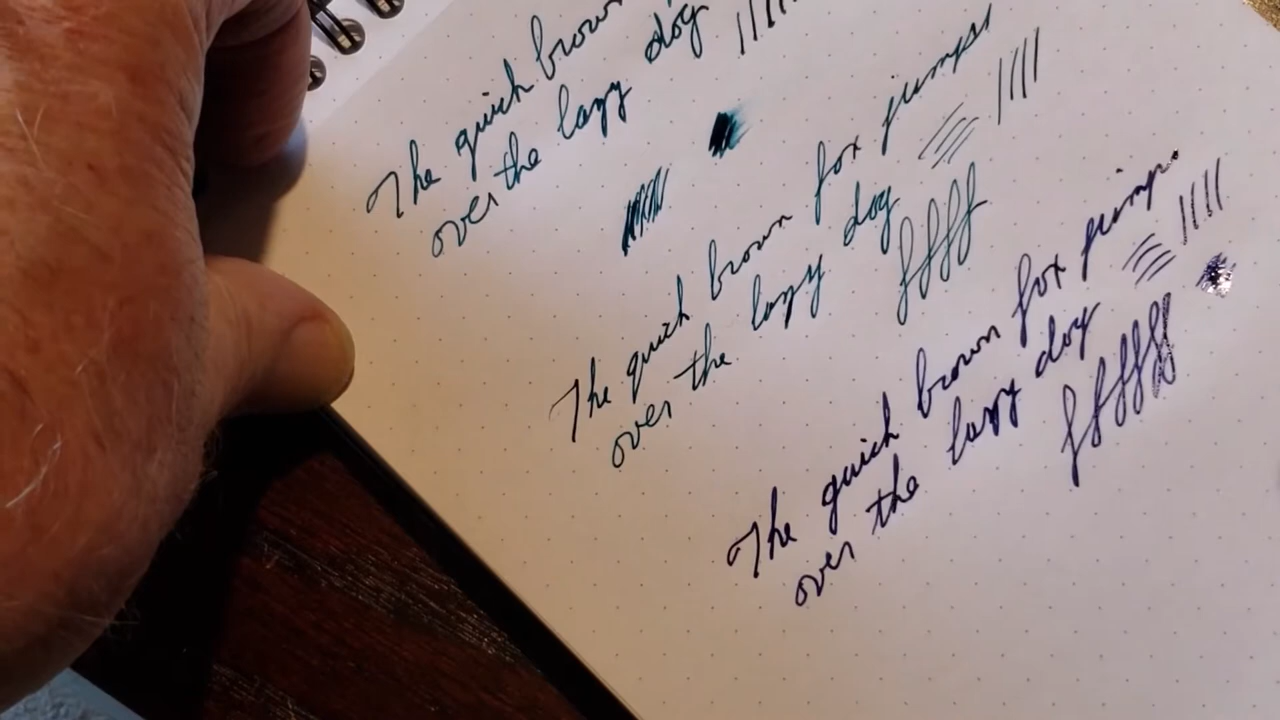 The quick brown
over the lazy dog
The quick brown fox jumps
over the lazy dog
ffff
The quick brown fox jump
over the lazy dog
fffff